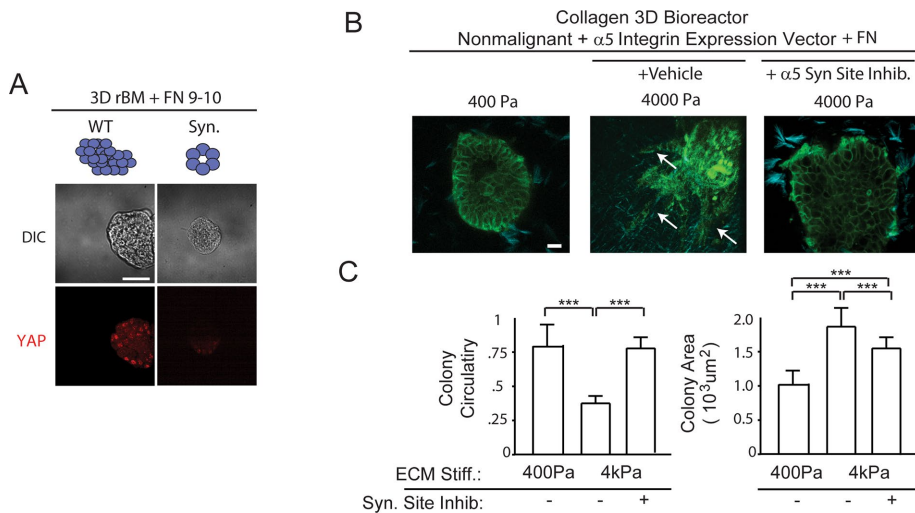 A
3D rBM + FN 9-10
WT
Syn.
DIC
YAP
B
Collagen 3D Bioreactor
Nonmalignant + α5 Integrin Expression Vector + FN
+Vehicle
+ α5 Syn Site Inhib.
400 Pa
4000 Pa
4000 Pa
C
***
***
1
.75
.5
.25
Colony
Circulatiry
***
***
***
2.0
1.5
1.0
0.0
Colony Area
( 10³um²)
ECM Stiff.: 400Pa 4kPa
400Pa 4kPa
Syn. Site Inhib: - - +
- - +